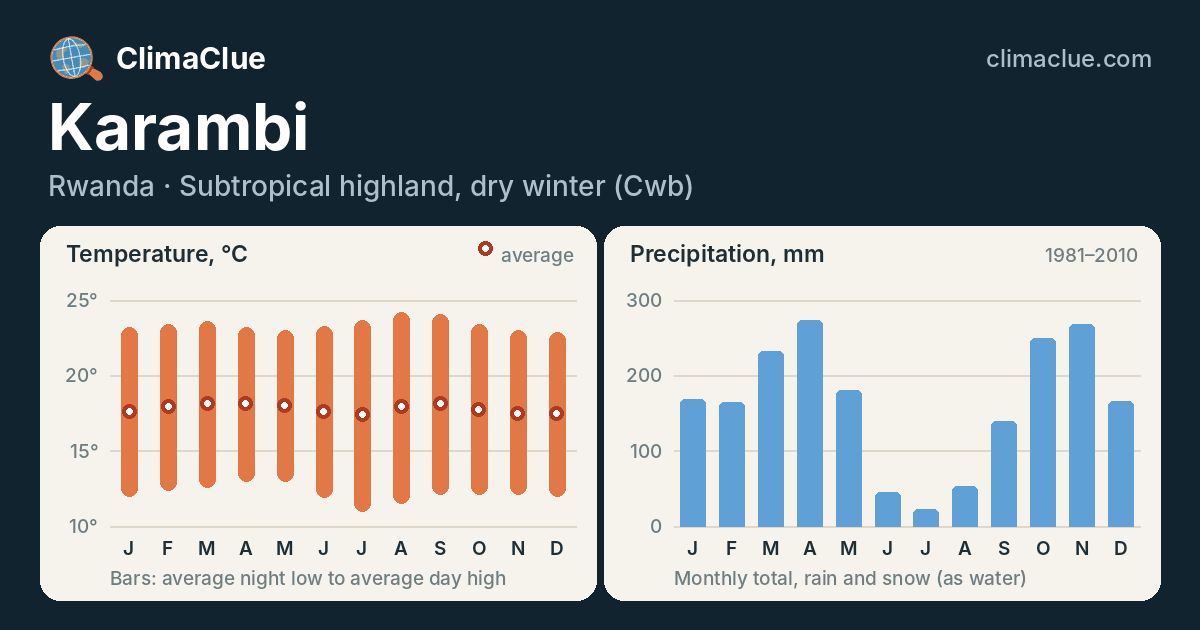 ClimaClue
climaclue.com
Karambi
Rwanda · Subtropical highland, dry winter (Cwb)
Temperature, °C
average
25°
20°
15°
10°
J F M A M J J A S O N D
Bars: average night low to average day high
Precipitation, mm
1981–2010
300
200
100
0
J F M A M J J A S O N D
Monthly total, rain and snow (as water)